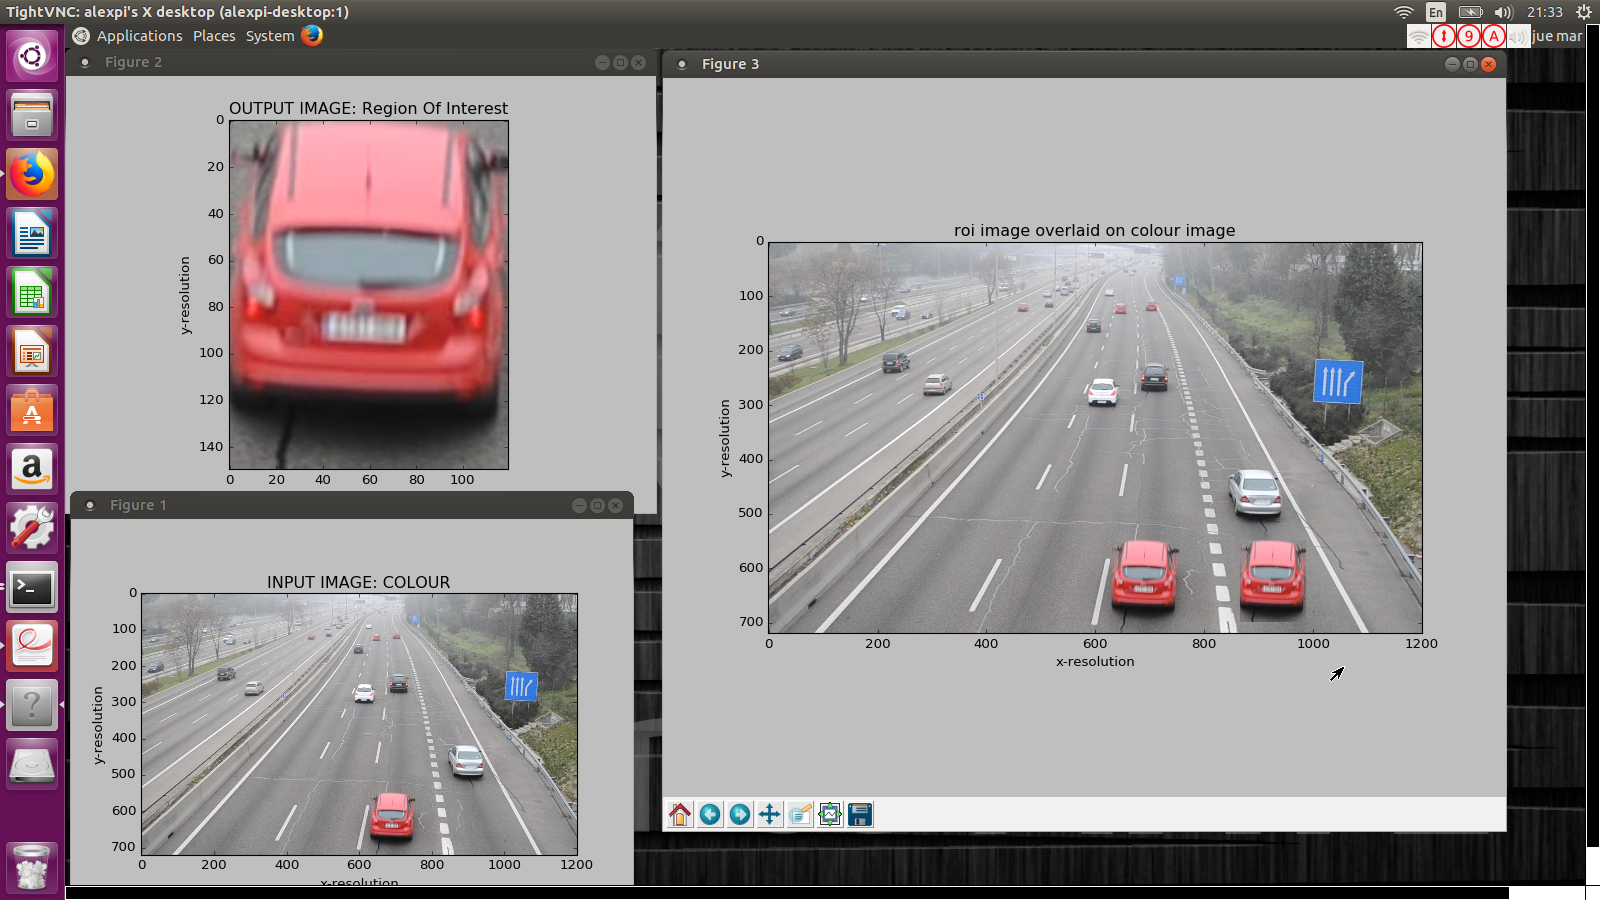 TightVNC: alexpi's X desktop (alexpi-desktop:1)
En
21:33
Applications Places System
9 A jue mar
Figure 2
OUTPUT IMAGE: Region Of Interest
0
20
40
60
80
100
120
140
y-resolution
0 20 40 60 80 100
Figure 1
INPUT IMAGE: COLOUR
0
100
200
300
400
500
600
700
y-resolution
0 200 400 600 800 1000 1200
x-resolution
Figure 3
roi image overlaid on colour image
0
100
200
300
400
500
600
700
y-resolution
0 200 400 600 800 1000 1200
x-resolution